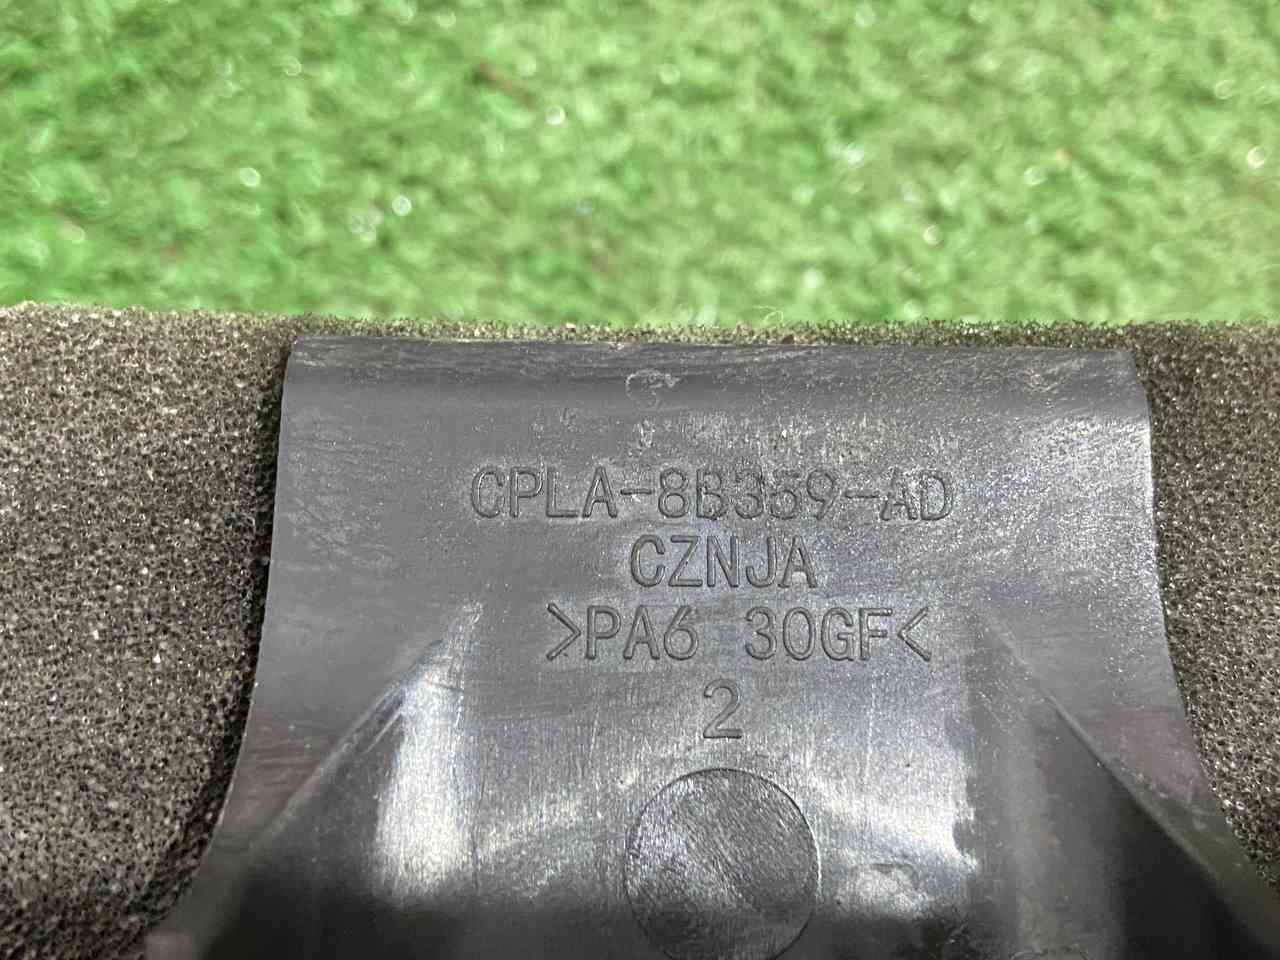 CPLA-8B359-AD
CZNJA
>PA6 30GF<
2